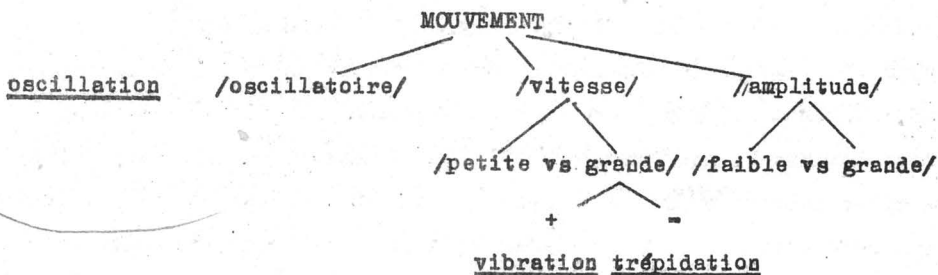 MOUVEMENT
oscillation /oscillatoire/ /vitesse/ //amplitude/
/petite vs grande/ /faible vs grande/
+ -
vibration trépidation